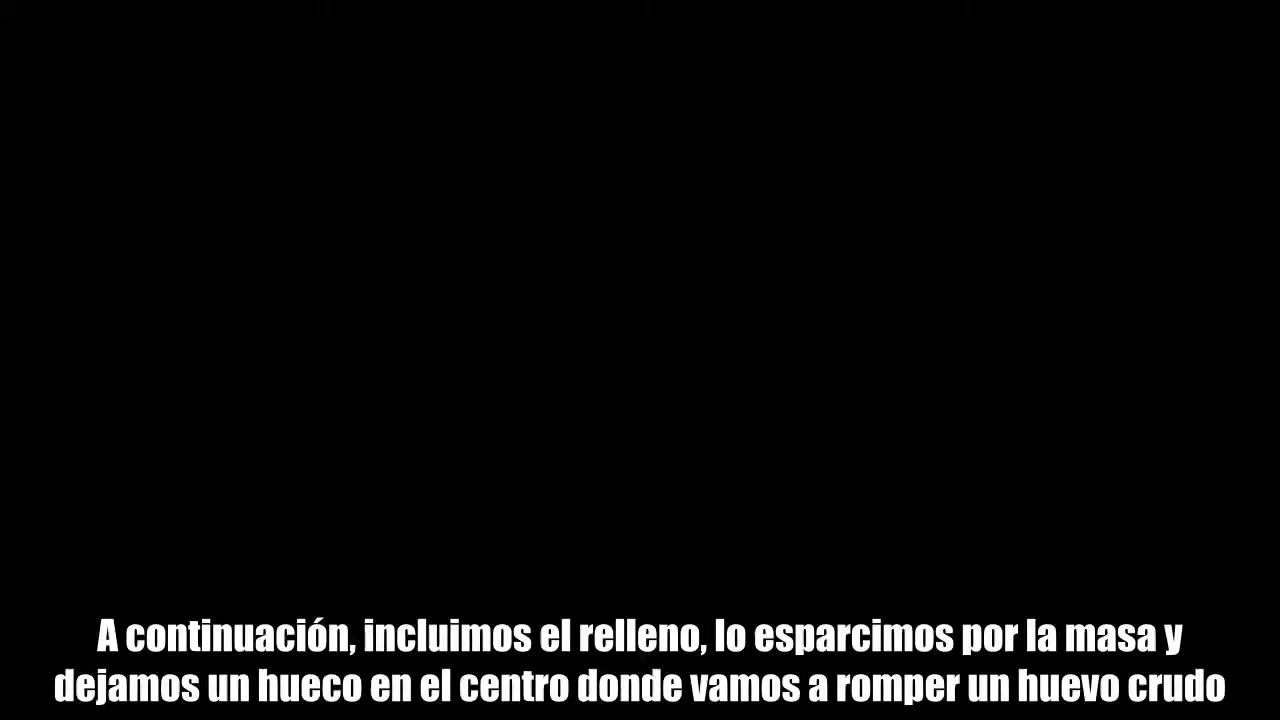 A continuación, incluimos el relleno, lo esparcimos por la masa y
dejamos un hueco en el centro donde vamos a romper un huevo crudo